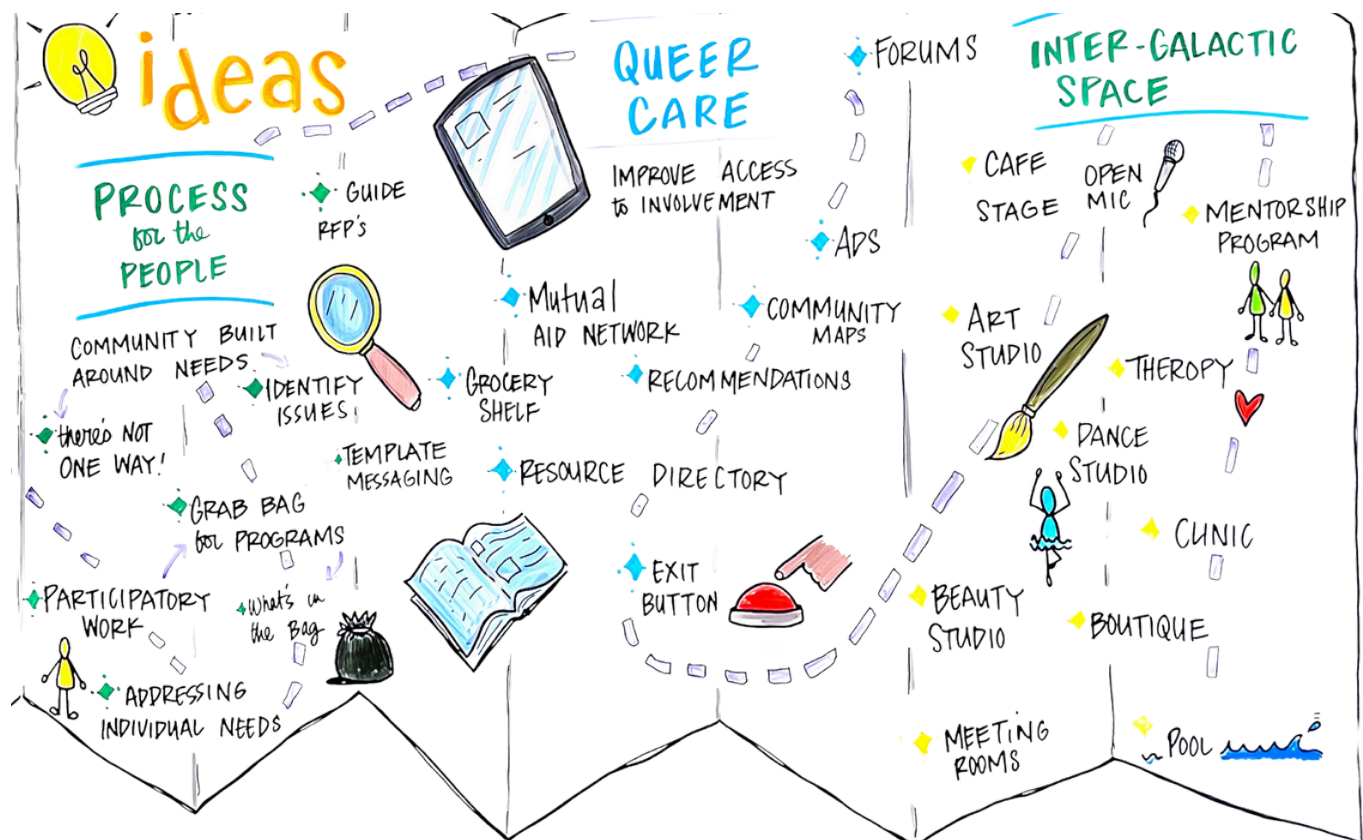 ideas
PROCESS
for the
PEOPLE
COMMUNITY BUILT
AROUND NEEDS
there's NOT
ONE WAY!
GUIDE
RFP's
IDENTIFY
ISSUES
TEMPLATE
MESSAGING
GRAB BAG
for PROGRAMS
PARTICIPATORY
WORK
What's in
the Bag
ADDRESSING
INDIVIDUAL NEEDS
QUEER
CARE
IMPROVE ACCESS
to INVOLVEMENT
FORUMS
ADS
Mutual
AID NETWORK
COMMUNITY
MAPS
GROCERY
SHELF
RECOMMENDATIONS
RESOURCE DIRECTORY
EXIT
BUTTON
INTER-GALACTIC
SPACE
CAFE
STAGE
OPEN
MIC
MENTORSHIP
PROGRAM
ART
STUDIO
THEROPY
DANCE
STUDIO
CLINIC
BEAUTY
STUDIO
BOUTIQUE
MEETING
ROOMS
POOL